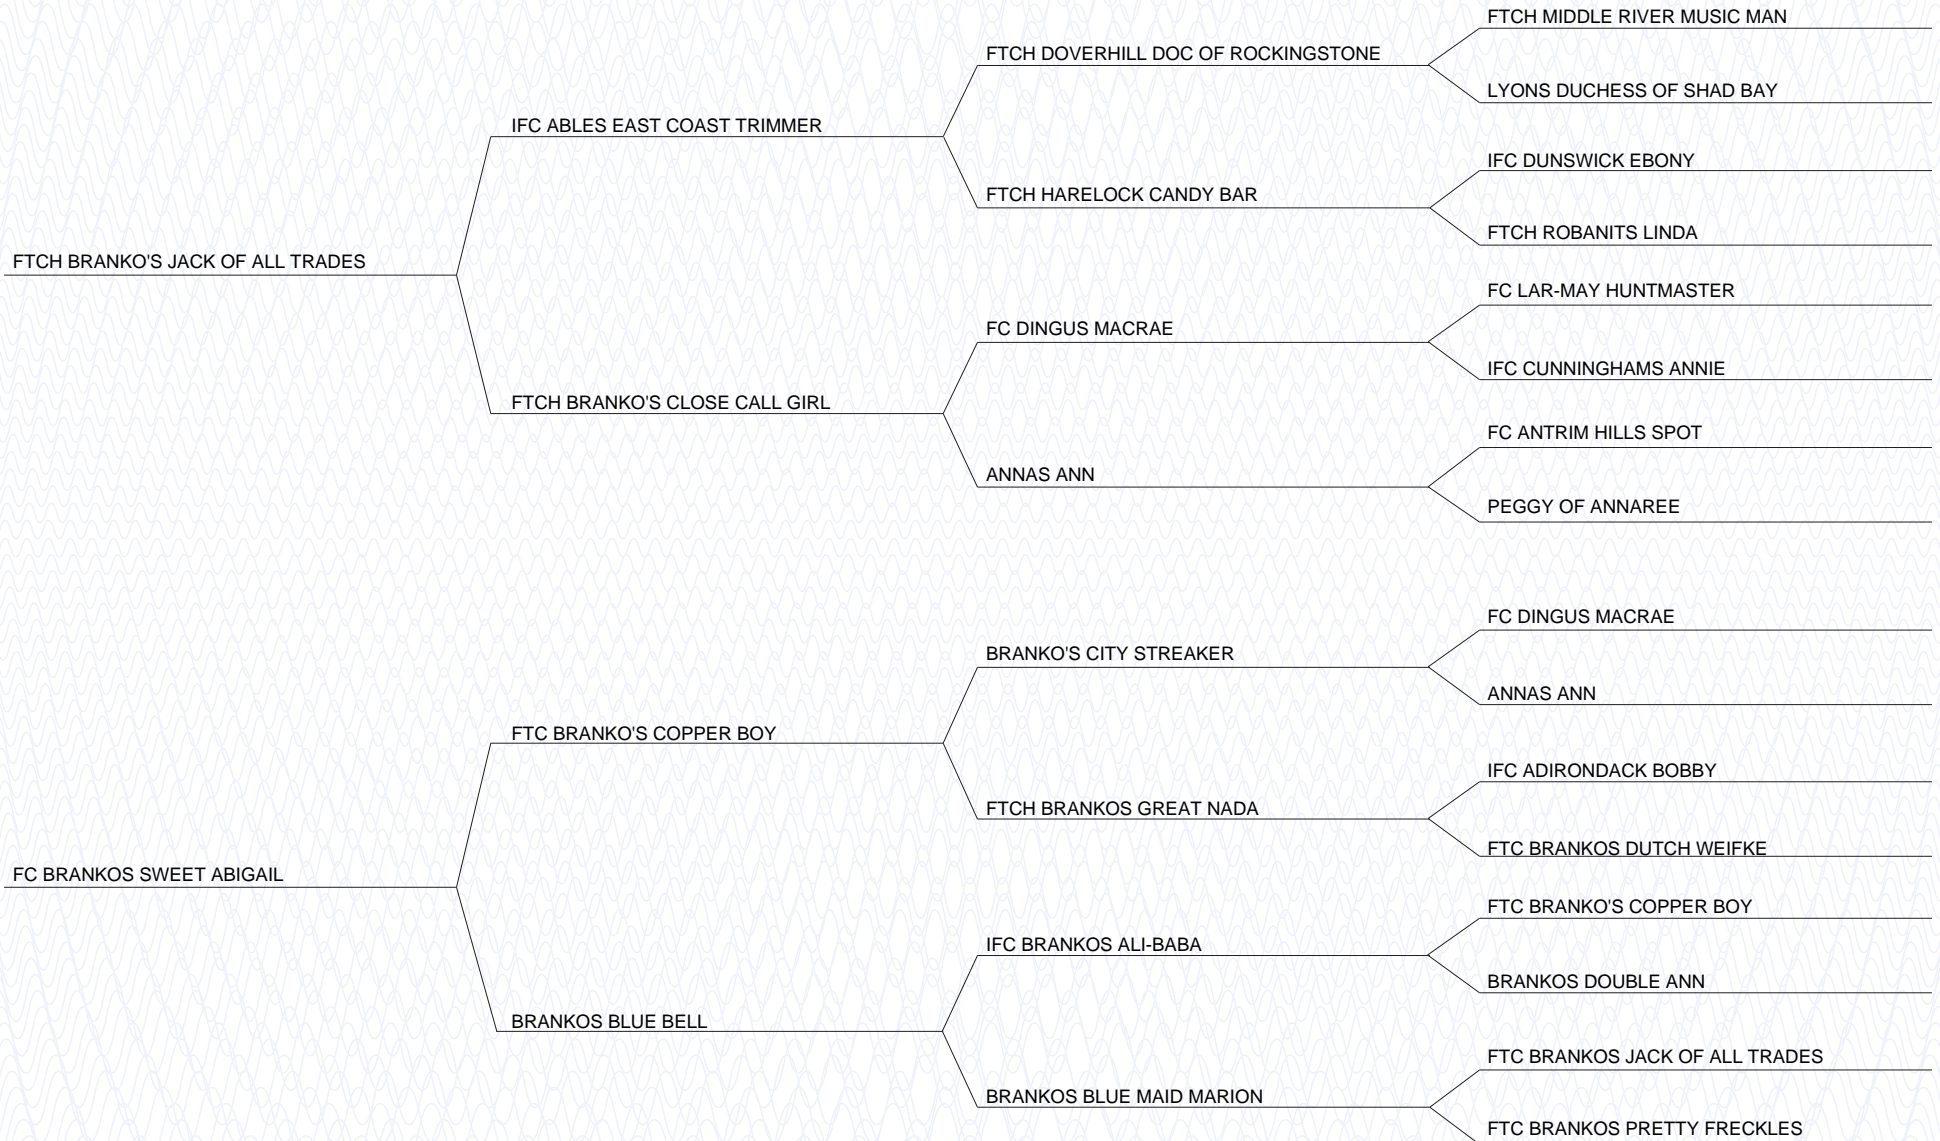 FTCH MIDDLE RIVER MUSIC MAN
FTCH DOVERHILL DOC OF ROCKINGSTONE
LYONS DUCHESS OF SHAD BAY
IFC ABLES EAST COAST TRIMMER
IFC DUNSWICK EBONY
FTCH HARELOCK CANDY BAR
FTCH ROBANITS LINDA
FTCH BRANKO'S JACK OF ALL TRADES
FC LAR-MAY HUNTMASTER
FC DINGUS MACRAE
IFC CUNNINGHAMS ANNIE
FTCH BRANKO'S CLOSE CALL GIRL
FC ANTRIM HILLS SPOT
ANNAS ANN
PEGGY OF ANNAREE
FC DINGUS MACRAE
BRANKO'S CITY STREAKER
ANNAS ANN
FTC BRANKO'S COPPER BOY
IFC ADIRONDACK BOBBY
FTCH BRANKOS GREAT NADA
FTC BRANKOS DUTCH WEIFKE
FC BRANKOS SWEET ABIGAIL
FTC BRANKO'S COPPER BOY
IFC BRANKOS ALI-BABA
BRANKOS DOUBLE ANN
BRANKOS BLUE BELL
FTC BRANKOS JACK OF ALL TRADES
BRANKOS BLUE MAID MARION
FTC BRANKOS PRETTY FRECKLES